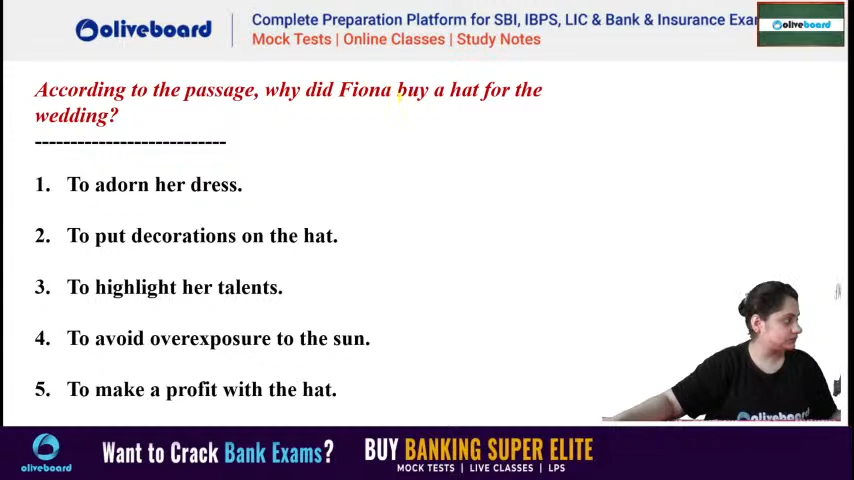 oliveboard
Complete Preparation Platform for SBI, IBPS, LIC & Bank & Insurance Exa
Mock Tests | Online Classes | Study Notes
oliveboard
According to the passage, why did Fiona buy a hat for the
wedding?
---------------------------
1. To adorn her dress.
2. To put decorations on the hat.
3. To highlight her talents.
4. To avoid overexposure to the sun.
5. To make a profit with the hat.
oliveboard
oliveboard
Want to Crack Bank Exams?
BUY BANKING SUPER ELITE
MOCK TESTS | LIVE CLASSES | LPS